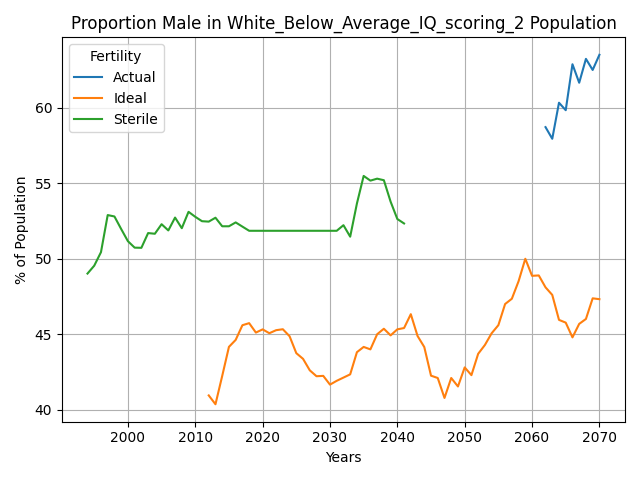 Proportion Male in White_Below_Average_IQ_scoring_2 Population
Fertility
Actual
Ideal
Sterile
% of Population
60
55
50
45
40
2000
2010
2020
2030
2040
2050
2060
2070
Years